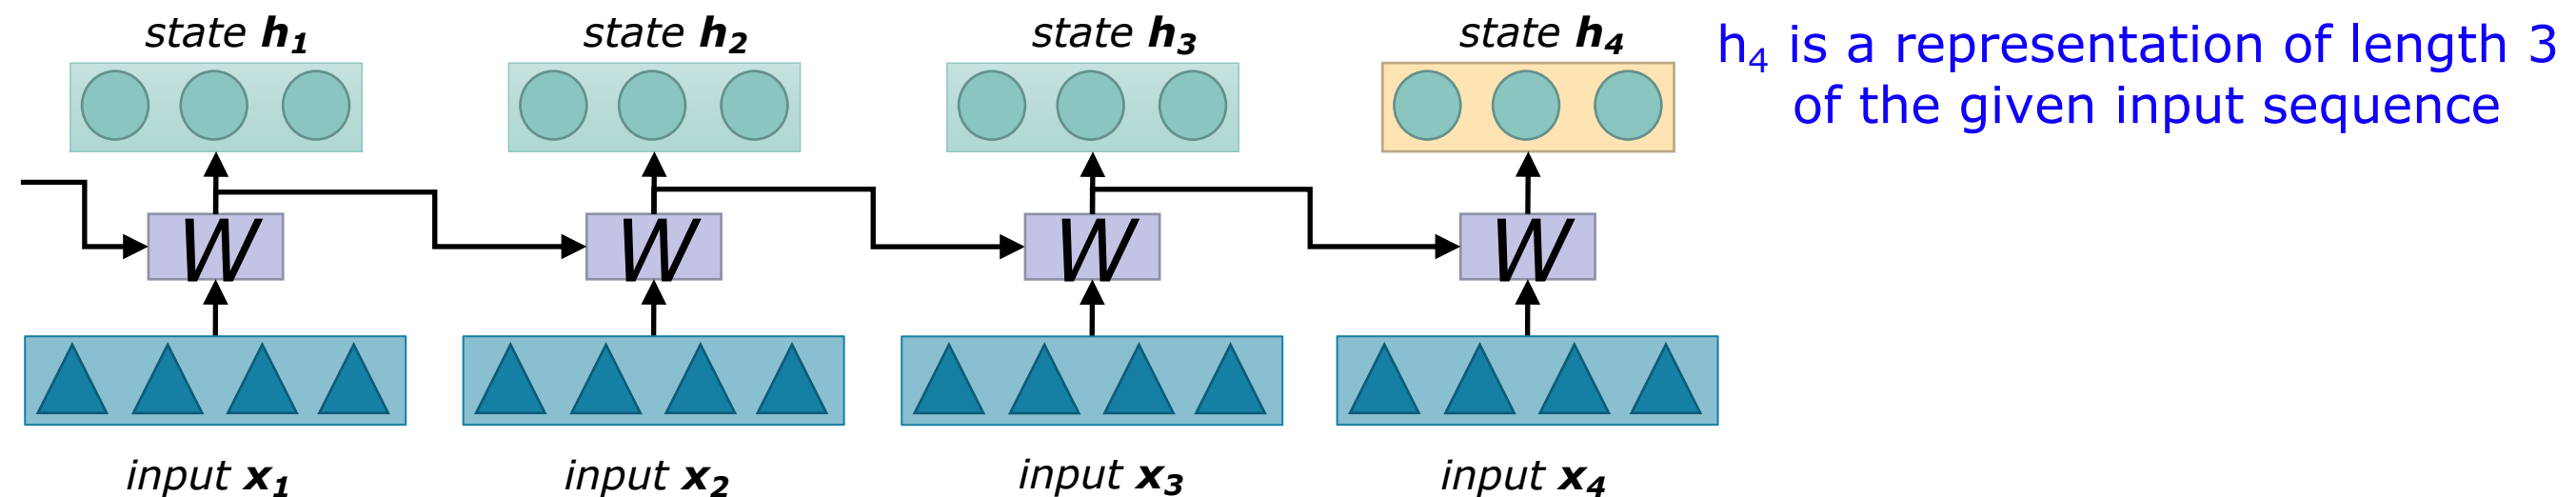 state h₁ state h₂ state h₃ state h₄ h₄ is a representation of length 3
of the given input sequence
W W W W
input x₁ input x₂ input x₃ input x₄